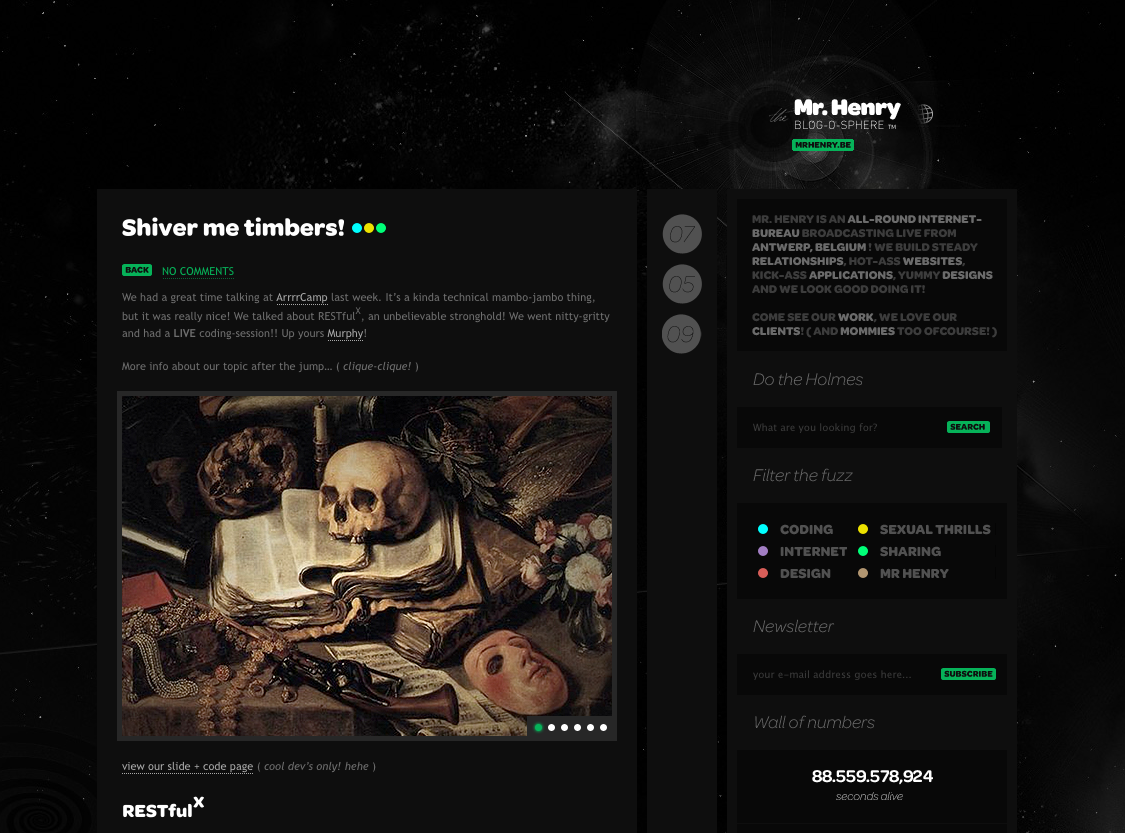 the Mr. Henry
BLOG-O-SPHERE ™
MRHENRY.BE
Shiver me timbers!
BACK NO COMMENTS
We had a great time talking at ArrrrCamp last week. It's a kinda technical mambo-jambo thing,
but it was really nice! We talked about RESTfulX, an unbelievable stronghold! We went nitty-gritty
and had a LIVE coding-session!! Up yours Murphy!
More info about our topic after the jump... ( clique-clique! )
view our slide + code page ( cool dev's only! hehe )
RESTfulX
07
05
09
MR. HENRY IS AN ALL-ROUND INTERNET-
BUREAU BROADCASTING LIVE FROM
ANTWERP, BELGIUM ! WE BUILD STEADY
RELATIONSHIPS, HOT-ASS WEBSITES,
KICK-ASS APPLICATIONS, YUMMY DESIGNS
AND WE LOOK GOOD DOING IT!
COME SEE OUR WORK, WE LOVE OUR
CLIENTS! ( AND MOMMIES TOO OFCOURSE! )
Do the Holmes
What are you looking for? SEARCH
Filter the fuzz
CODING SEXUAL THRILLS
INTERNET SHARING
DESIGN MR HENRY
Newsletter
your e-mail address goes here... SUBSCRIBE
Wall of numbers
88.559.578,924
seconds alive